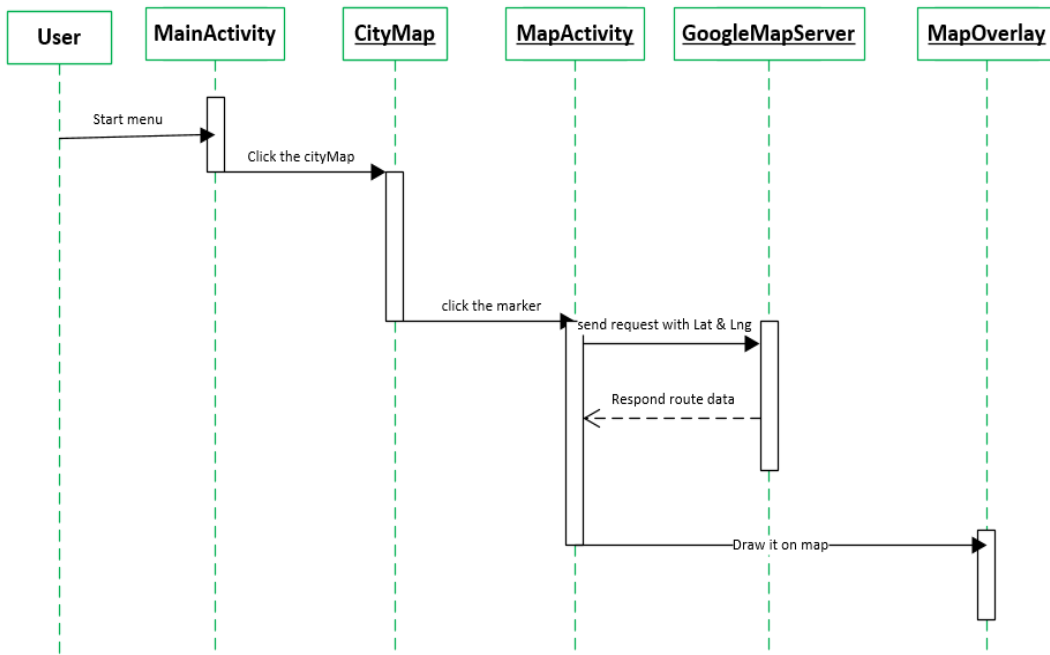 User
MainActivity
CityMap
MapActivity
GoogleMapServer
MapOverlay
Start menu
Click the cityMap
click the marker
send request with Lat & Lng
Respond route data
Draw it on map